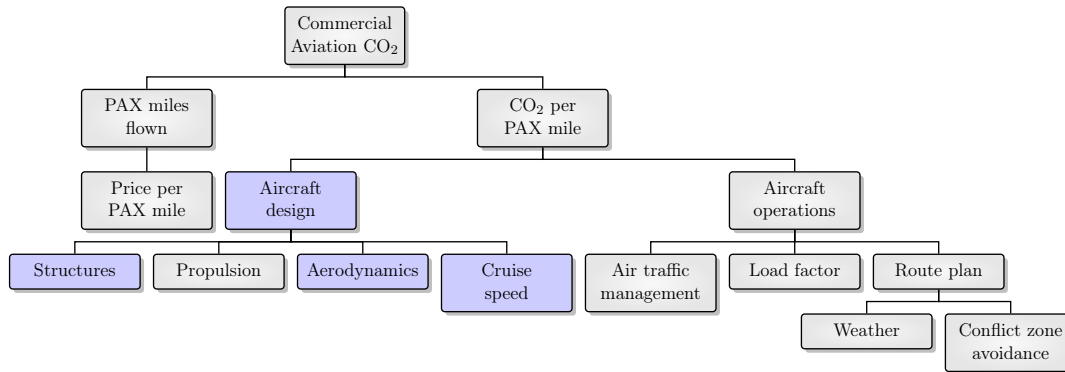 Commercial
Aviation CO₂
PAX miles
flown
CO₂ per
PAX mile
Price per
PAX mile
Aircraft
design
Aircraft
operations
Structures
Propulsion
Aerodynamics
Cruise
speed
Air traffic
management
Load factor
Route plan
Weather
Conflict zone
avoidance